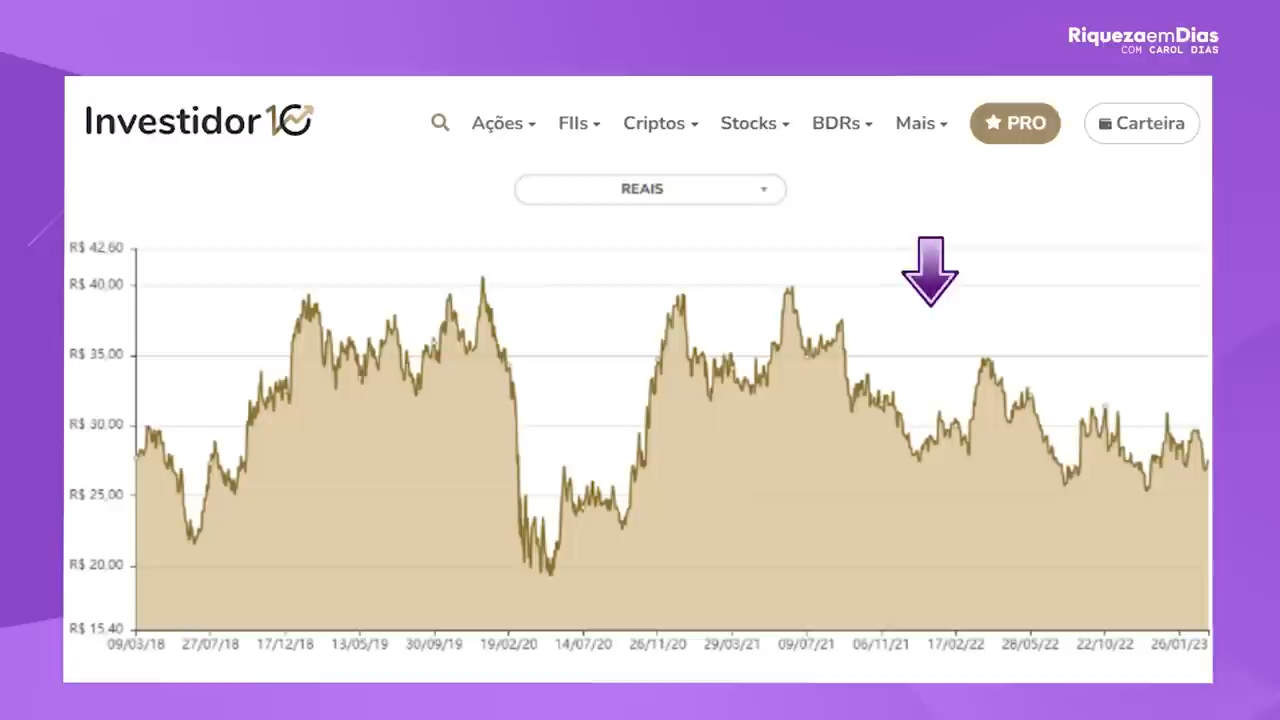 RiquezaemDias
COM CAROL DIAS
Investidor10
Ações
FIIs
Criptos
Stocks
BDRs
Mais
PRO
Carteira
REAIS
R$ 42,60
R$ 40,00
R$ 35,00
R$ 30,00
R$ 25,00
R$ 20,00
R$ 15,40
09/03/18 27/07/18 17/12/18 13/05/19 30/09/19 19/02/20 14/07/20 26/11/20 29/03/21 09/07/21 06/11/21 17/02/22 28/05/22 22/10/22 26/01/23